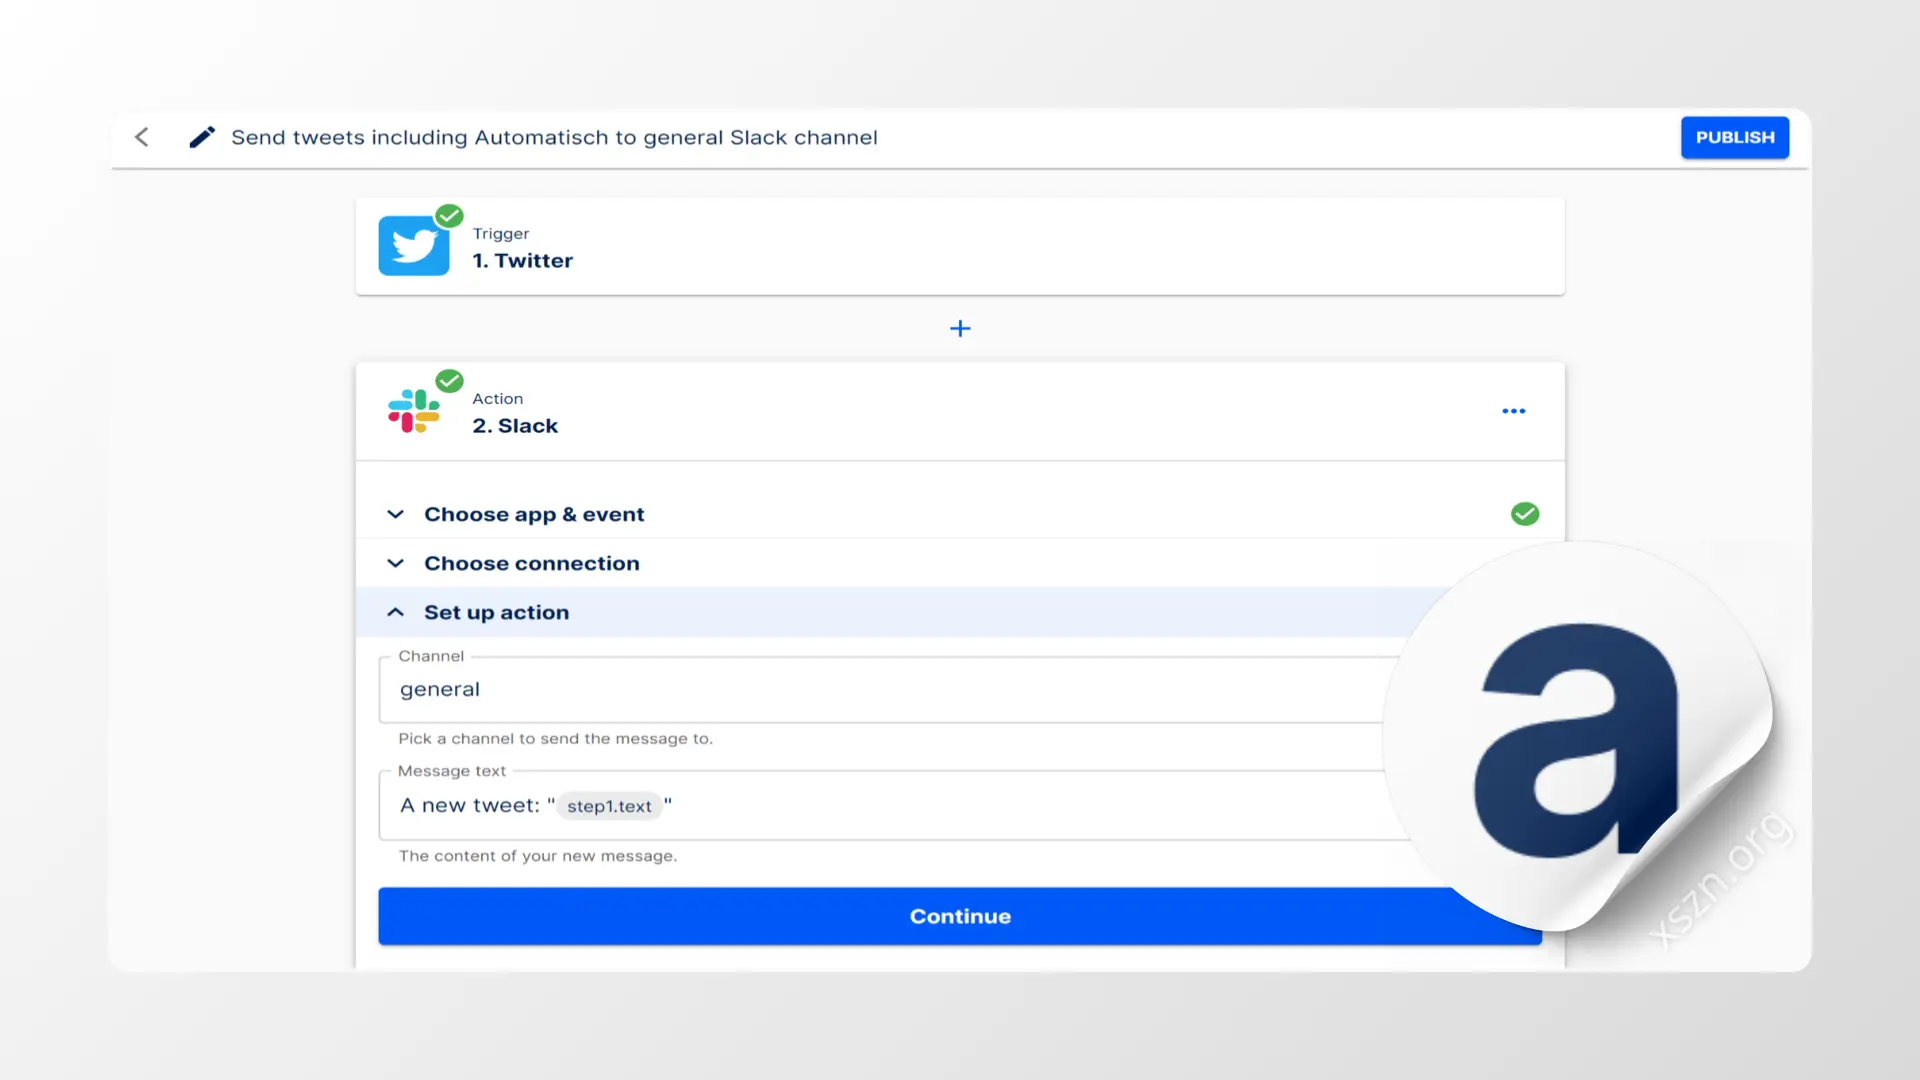 Send tweets including Automatisch to general Slack channel
PUBLISH
Trigger
1. Twitter
Action
2. Slack
Choose app & event
Choose connection
Set up action
Channel
general
Pick a channel to send the message to.
Message text
A new tweet: "step1.text"
The content of your new message.
Continue
a
xszn.org